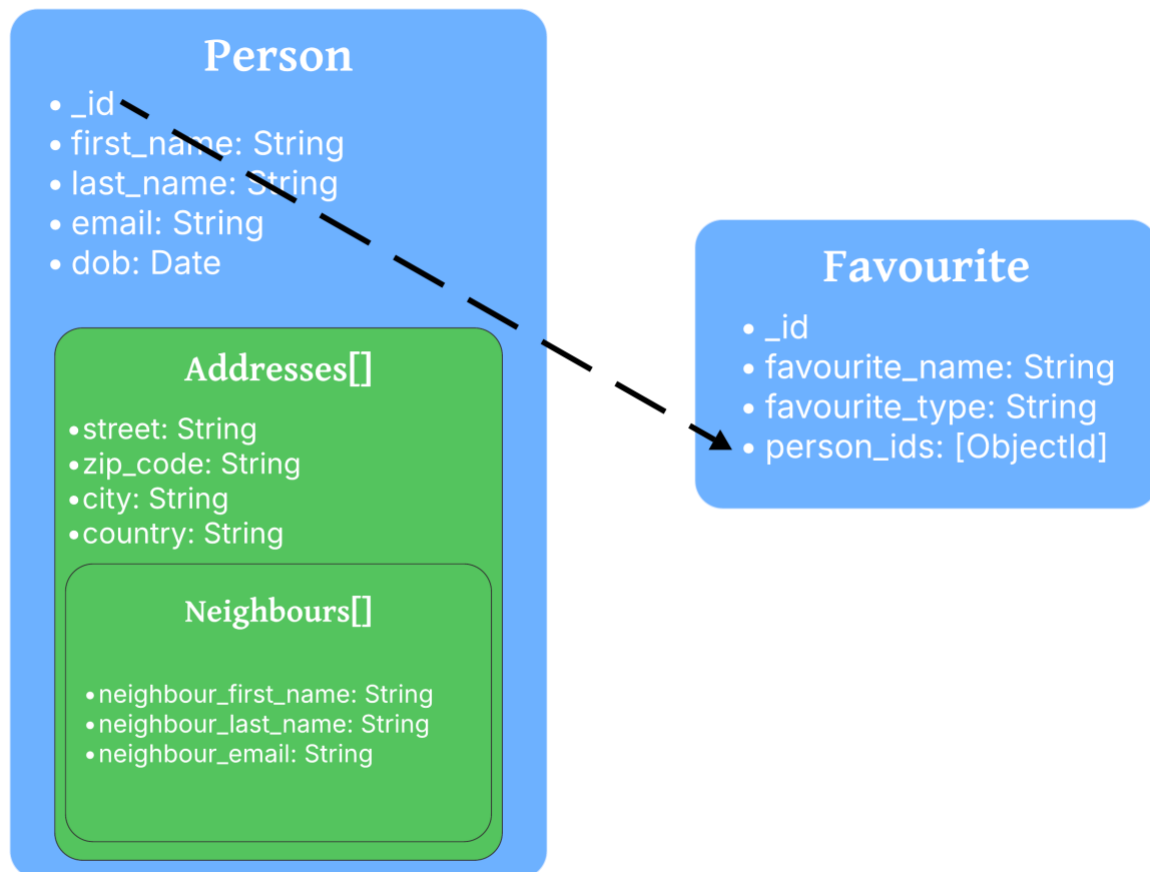 Person
• _id
• first_name: String
• last_name: String
• email: String
• dob: Date
Addresses[]
•street: String
•zip_code: String
•city: String
•country: String
Neighbours[]
•neighbour_first_name: String
•neighbour_last_name: String
•neighbour_email: String
Favourite
• _id
• favourite_name: String
• favourite_type: String
• person_ids: [ObjectId]